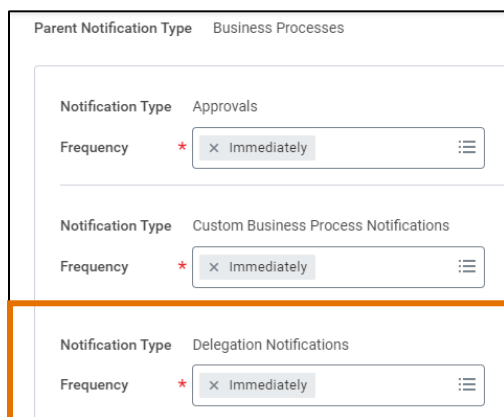 Parent Notification Type Business Processes
Notification Type Approvals
Frequency * × Immediately
Notification Type Custom Business Process Notifications
Frequency * × Immediately
Notification Type Delegation Notifications
Frequency * × Immediately